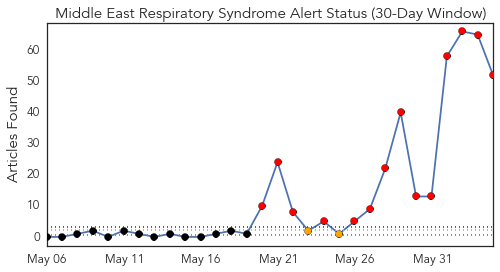 Middle East Respiratory Syndrome Alert Status (30-Day Window)
Articles Found
60
50
40
30
20
10
0
May 06 May 11 May 16 May 21 May 26 May 31